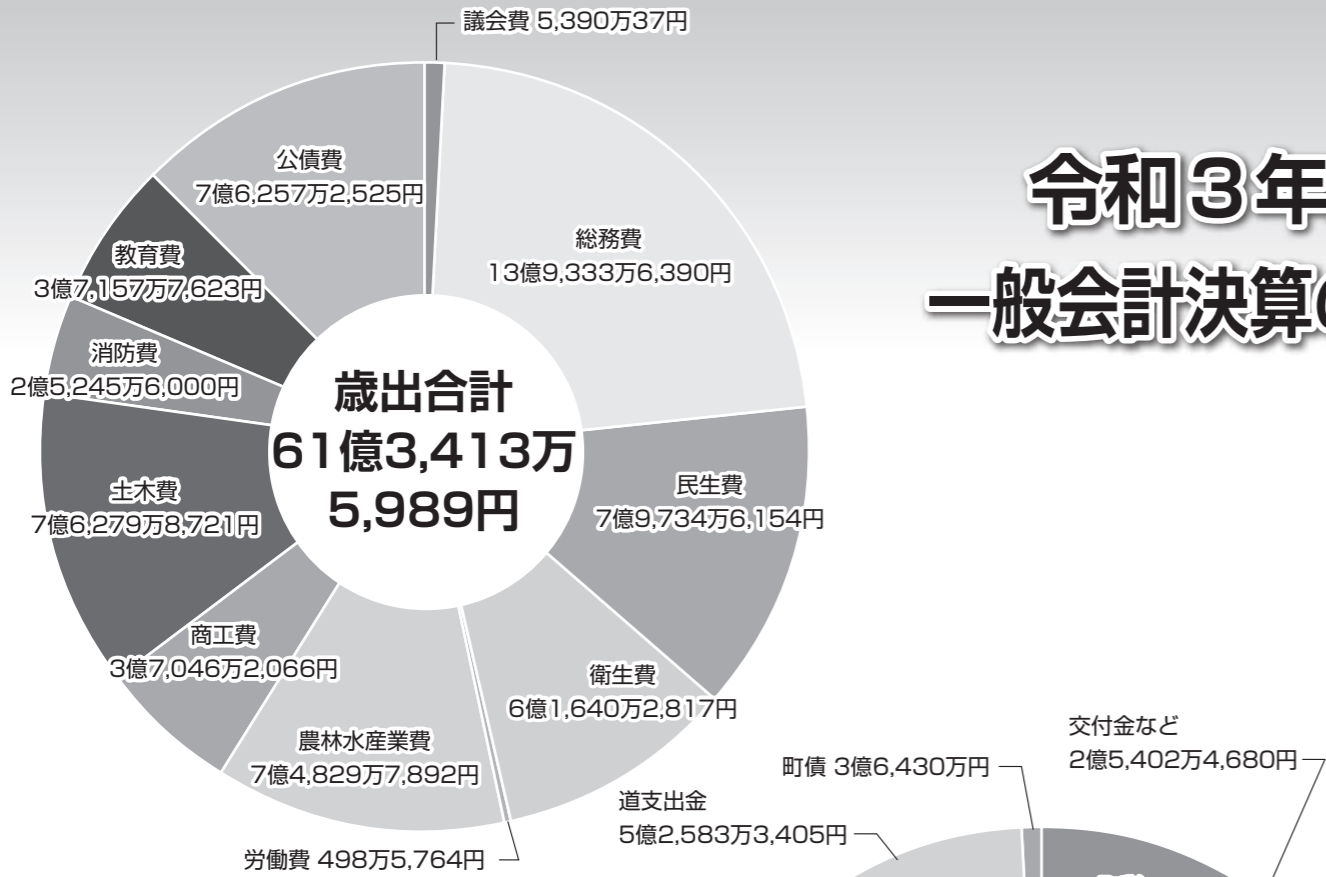 議会費 5,390万37円
令和３年
一般会計決算
公債費
7億6,257万2,525円
総務費
13億9,333万6,390円
教育費
3億7,157万7,623円
消防費
2億5,245万6,000円
歳出合計
61億3,413万
5,989円
土木費
7億6,279万8,721円
民生費
7億9,734万6,154円
商工費
3億7,046万2,066円
衛生費
6億1,640万2,817円
農林水産業費
7億4,829万7,892円
労働費 498万5,764円
町債 3億6,430万円
交付金など
2億5,402万4,680円
道支出金
5億2,583万3,405円